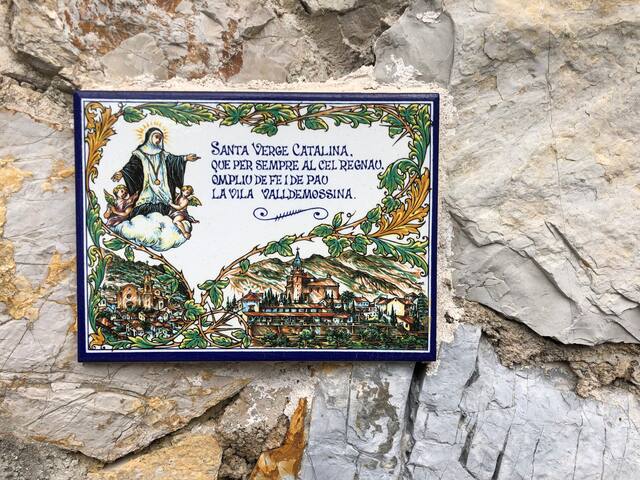 SANTA VERGE CATALINA,
QUE PER SEMPRE AL CEL REGNAU,
OMPLIU DE FE I DE PAU
LA VILA VALLDEMOSSINA.